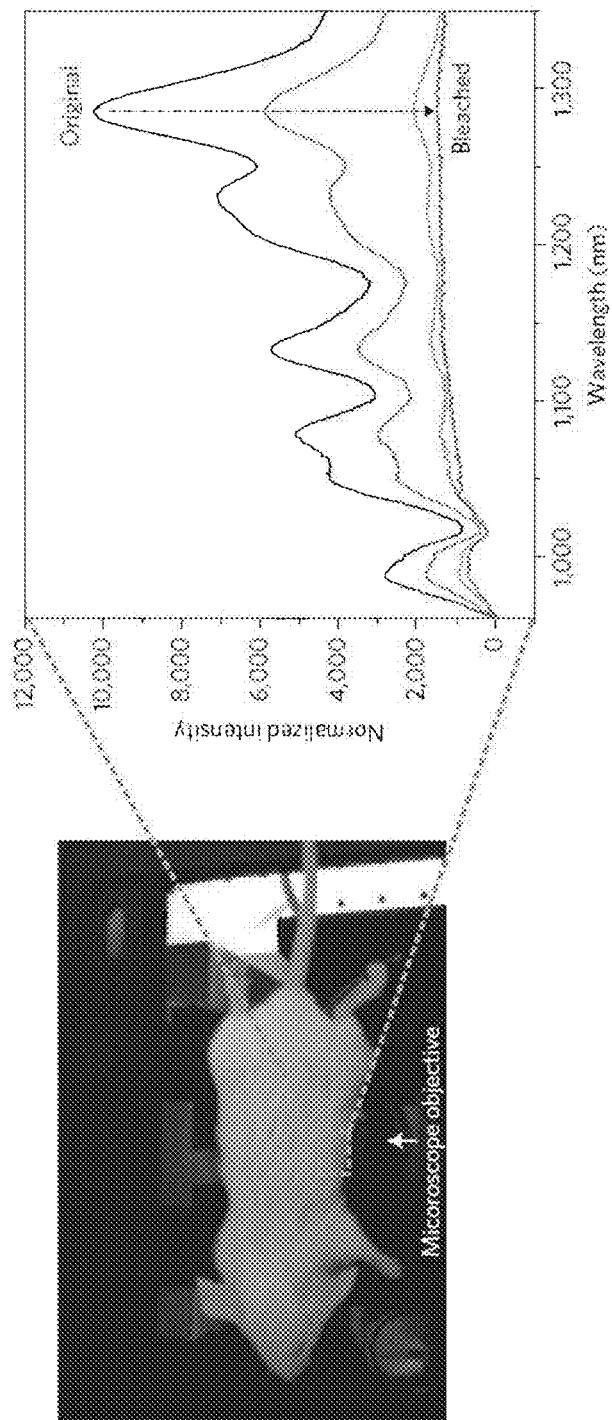 Micoroscope objective
12,000
10,000
8,000
6,000
4,000
2,000
0
Normalized intensity
Original
Bleached
1,000
1,100
1,200
1,300
Wavelength (nm)